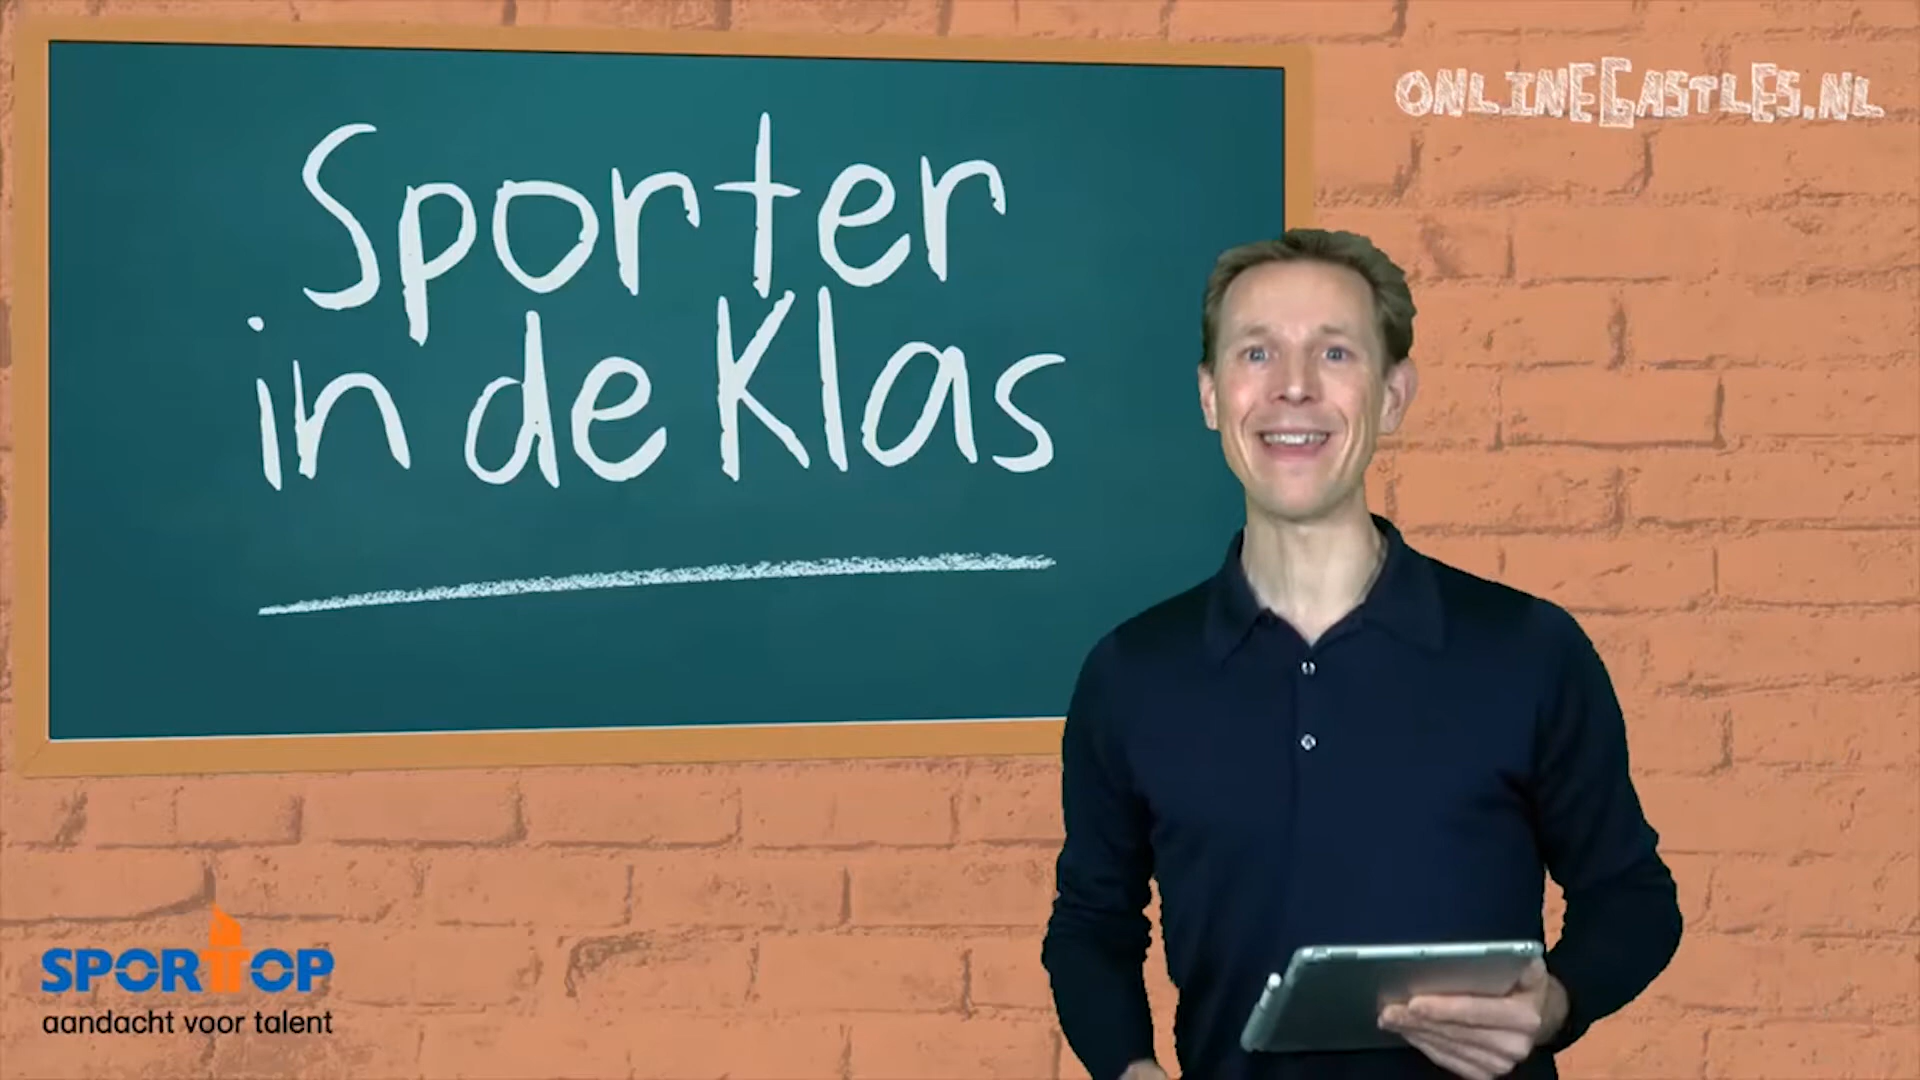 ONLINEGASTLES.NL
Sporter
in de Klas
SPORTTOP
aandacht voor talent